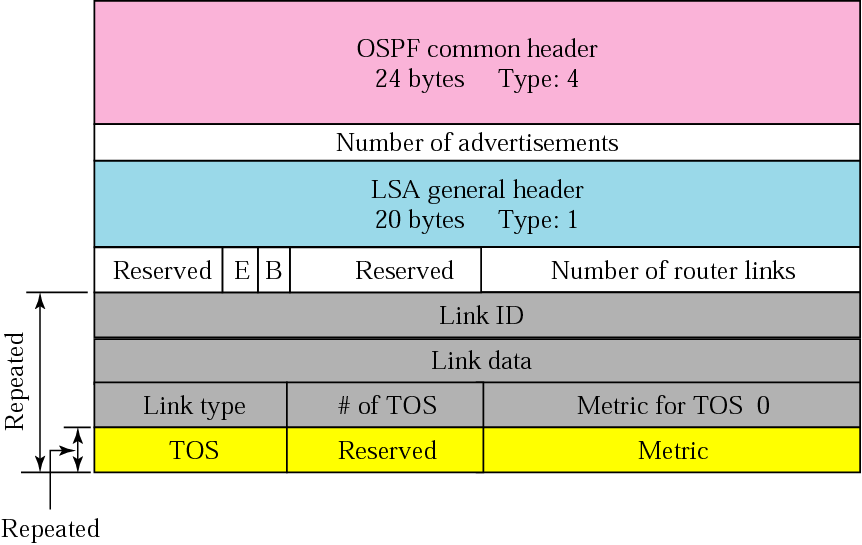 OSPF common header
24 bytes Type: 4
Number of advertisements
LSA general header
20 bytes Type: 1
Reserved E B Reserved Number of router links
Link ID
Link data
Link type # of TOS Metric for TOS 0
TOS Reserved Metric
Repeated
Repeated